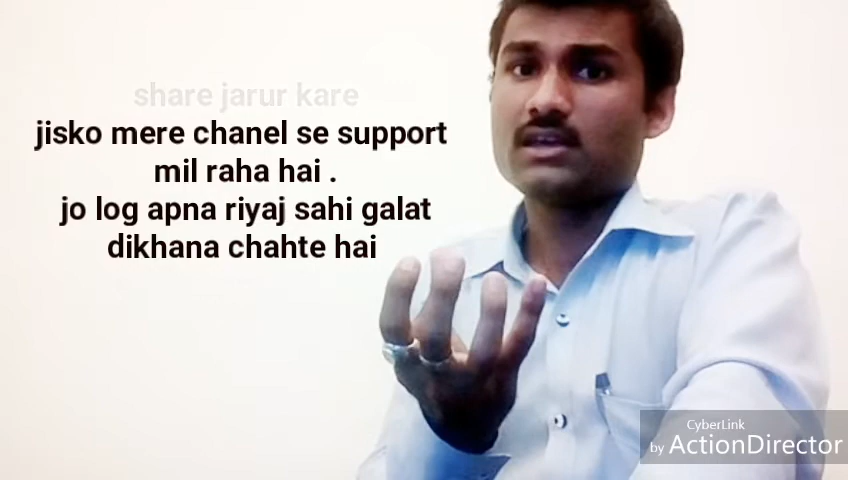 share jarur kare
jisko mere chanel se support
mil raha hai .
jo log apna riyaj sahi galat
dikhana chahte hai
CyberLink
by ActionDirector